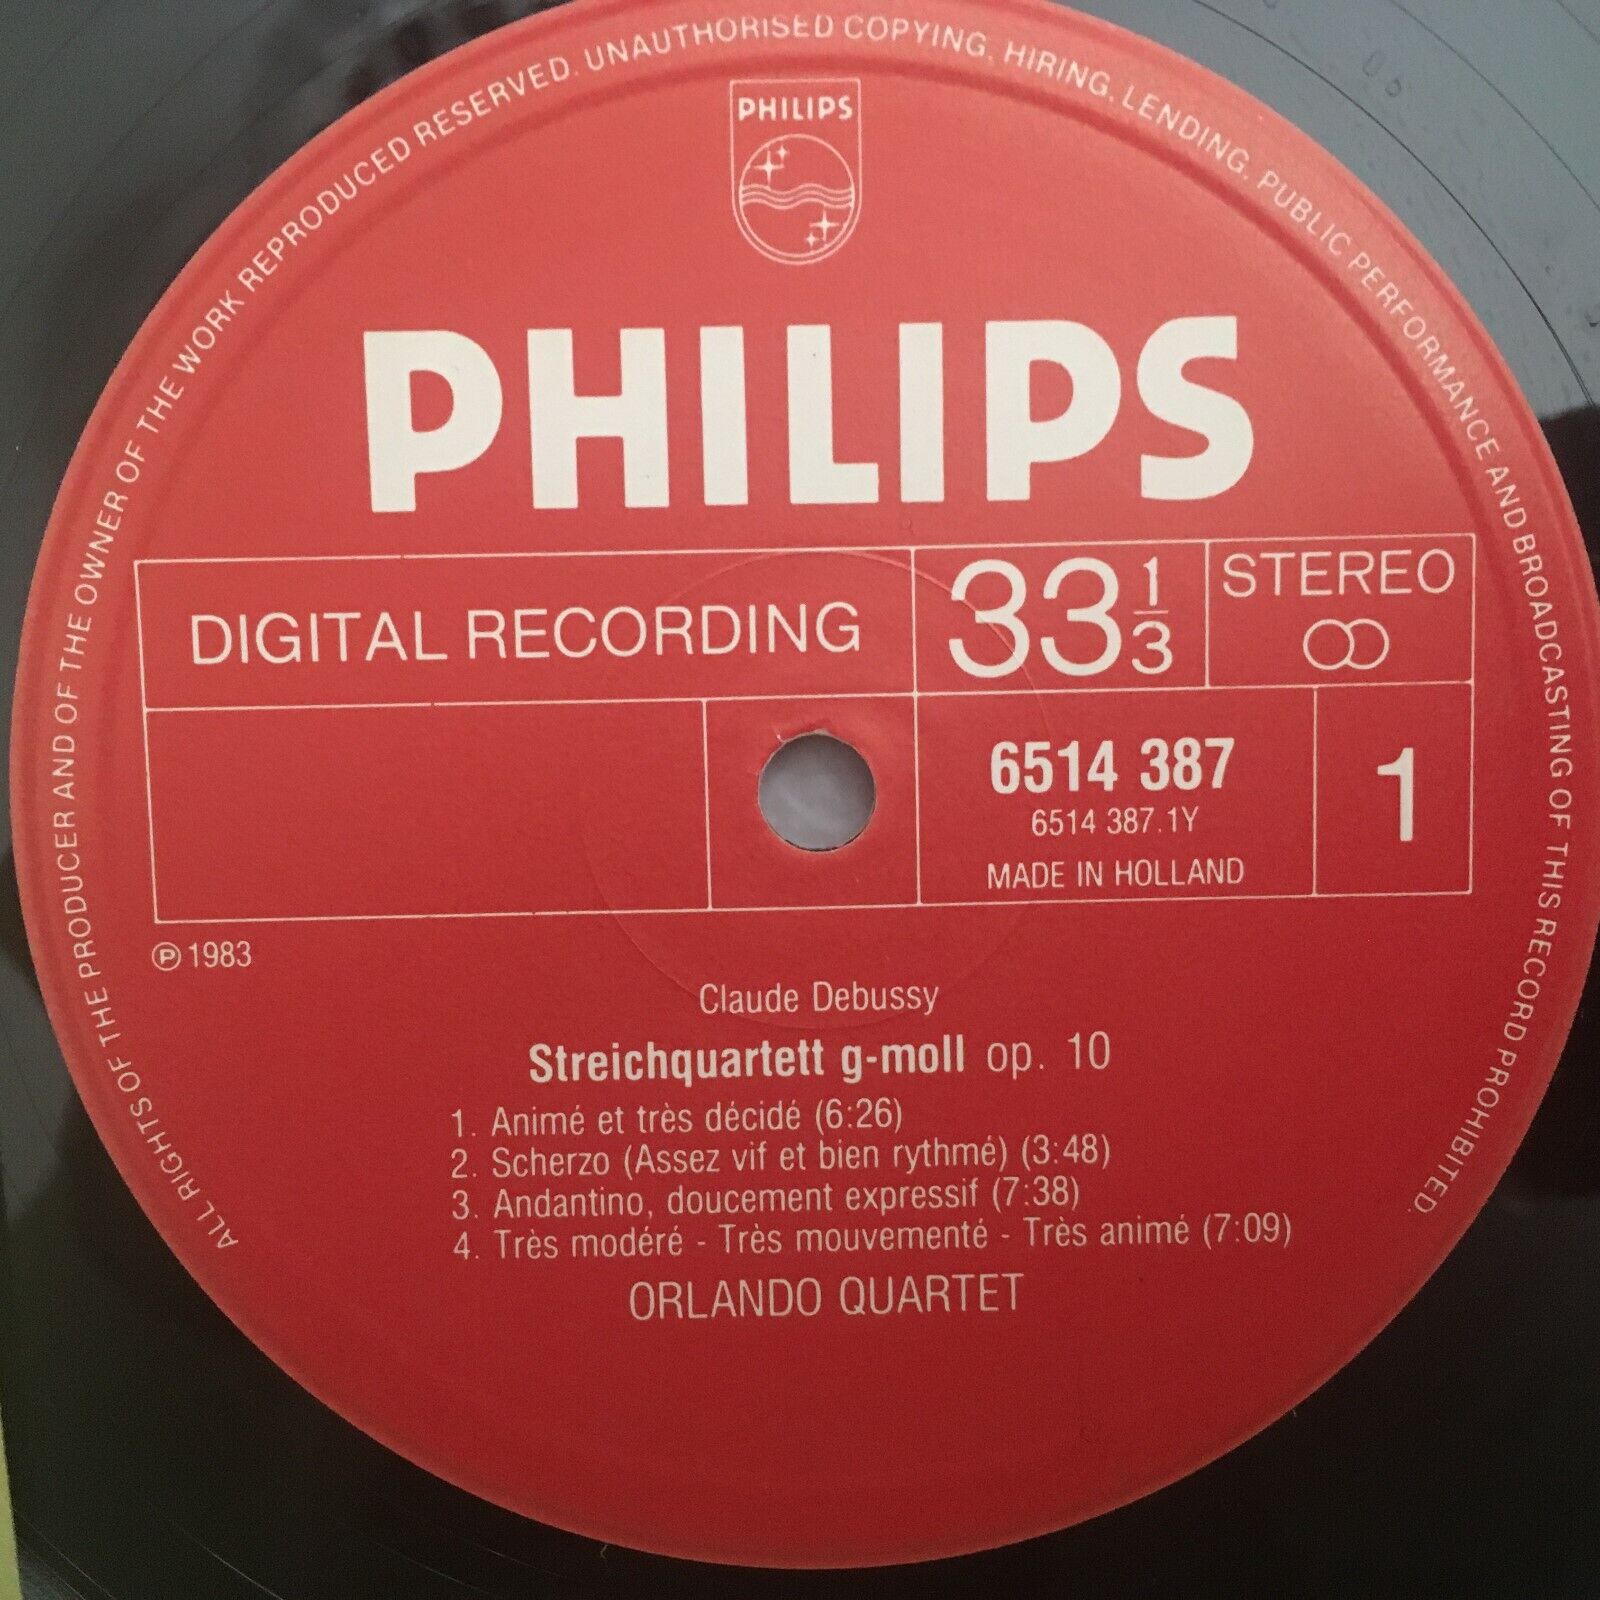 ALL RIGHTS OF THE PRODUCER AND OF THE OWNER OF THE WORK REPRODUCED RESERVED. UNAUTHORISED COPYING, HIRING, LENDING, PUBLIC PERFORMANCE AND BROADCASTING OF THIS RECORD PROHIBITED.
PHILIPS
PHILIPS
DIGITAL RECORDING
33 1/3
STEREO
6514 387
6514 387.1Y
MADE IN HOLLAND
1
Ⓟ 1983
Claude Debussy
Streichquartett g-moll op. 10
1. Animé et très décidé (6:26)
2. Scherzo (Assez vif et bien rythmé) (3:48)
3. Andantino, doucement expressif (7:38)
4. Très modéré - Très mouvementé - Très animé (7:09)
ORLANDO QUARTET